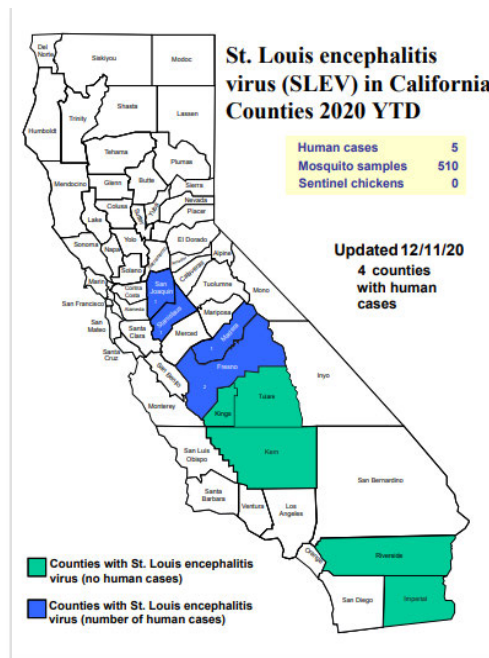 St. Louis encephalitis
virus (SLEV) in California
Counties 2020 YTD
Human cases 5
Mosquito samples 510
Sentinel chickens 0
Updated 12/11/20
4 counties
with human
cases
Del Norte
Siskiyou
Modoc
Humboldt
Trinity
Shasta
Lassen
Tehama
Plumas
Mendocino
Glenn
Butte
Sierra
Nevada
Placer
Colusa
Sutter
Yuba
Lake
Sonoma
Napa
Yolo
El Dorado
Alpine
Solano
Calaveras
Marin
Contra
Costa
San
Joaquin
1
Tuolumne
Mono
San Francisco
Alameda
Stanislaus
1
Mariposa
San
Mateo
Santa
Clara
Merced
Madera
1
Santa
Cruz
San Benito
Fresno
2
Inyo
Monterey
Kings
Tulare
San Luis
Obispo
Kern
San Bernardino
Santa
Barbara
Ventura
Los
Angeles
Orange
Riverside
San Diego
Imperial
Counties with St. Louis encephalitis
virus (no human cases)
Counties with St. Louis encephalitis
virus (number of human cases)